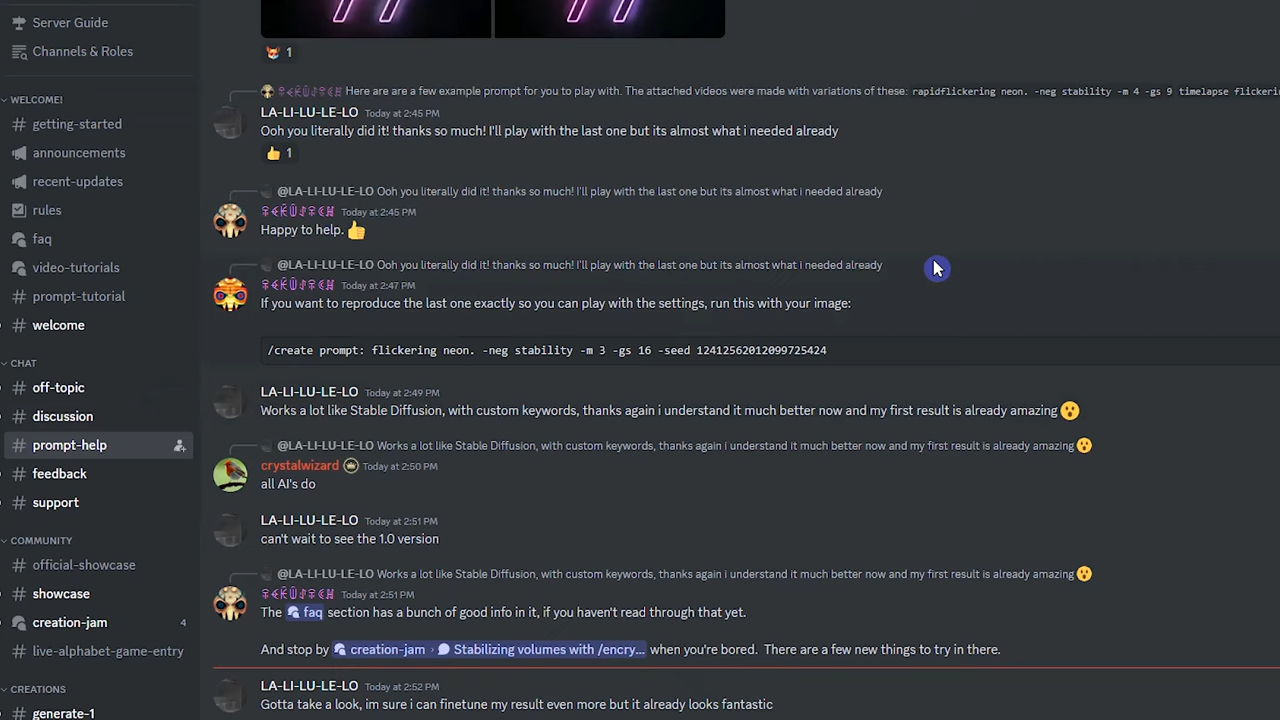 Server Guide
Channels & Roles
WELCOME!
getting-started
announcements
recent-updates
rules
faq
video-tutorials
prompt-tutorial
welcome
CHAT
off-topic
discussion
prompt-help
feedback
support
COMMUNITY
official-showcase
showcase
creation-jam 4
live-alphabet-game-entry
CREATIONS
generate-1
1
Here are are a few example prompt for you to play with. The attached videos were made with variations of these: rapidflickering neon. -neg stability -m 4 -gs 9 timelapse flickeri
LA-LI-LU-LE-LO Today at 2:45 PM
Ooh you literally did it! thanks so much! I'll play with the last one but its almost what i needed already
1
@LA-LI-LU-LE-LO Ooh you literally did it! thanks so much! I'll play with the last one but its almost what i needed already
Today at 2:45 PM
Happy to help.
@LA-LI-LU-LE-LO Ooh you literally did it! thanks so much! I'll play with the last one but its almost what i needed already
Today at 2:47 PM
If you want to reproduce the last one exactly so you can play with the settings, run this with your image:
/create prompt: flickering neon. -neg stability -m 3 -gs 16 -seed 12412562012099725424
LA-LI-LU-LE-LO Today at 2:49 PM
Works a lot like Stable Diffusion, with custom keywords, thanks again i understand it much better now and my first result is already amazing 😮
@LA-LI-LU-LE-LO Works a lot like Stable Diffusion, with custom keywords, thanks again i understand it much better now and my first result is already amazing 😮
crystalwizard Today at 2:50 PM
all AI's do
LA-LI-LU-LE-LO Today at 2:51 PM
can't wait to see the 1.0 version
@LA-LI-LU-LE-LO Works a lot like Stable Diffusion, with custom keywords, thanks again i understand it much better now and my first result is already amazing 😮
Today at 2:51 PM
The faq section has a bunch of good info in it, if you haven't read through that yet.
And stop by creation-jam › Stabilizing volumes with /encry... when you're bored. There are a few new things to try in there.
LA-LI-LU-LE-LO Today at 2:52 PM
Gotta take a look, im sure i can finetune my result even more but it already looks fantastic